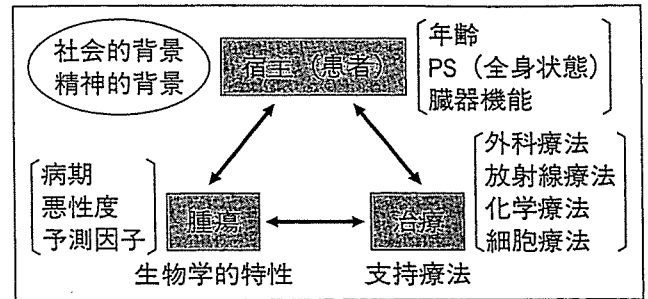 社会的背景
精神的背景
宿主(患者)
年齢
PS(全身状態)
臓器機能
病期
悪性度
予測因子
腫瘍
治療
外科療法
放射線療法
化学療法
細胞療法
生物学的特性
支持療法